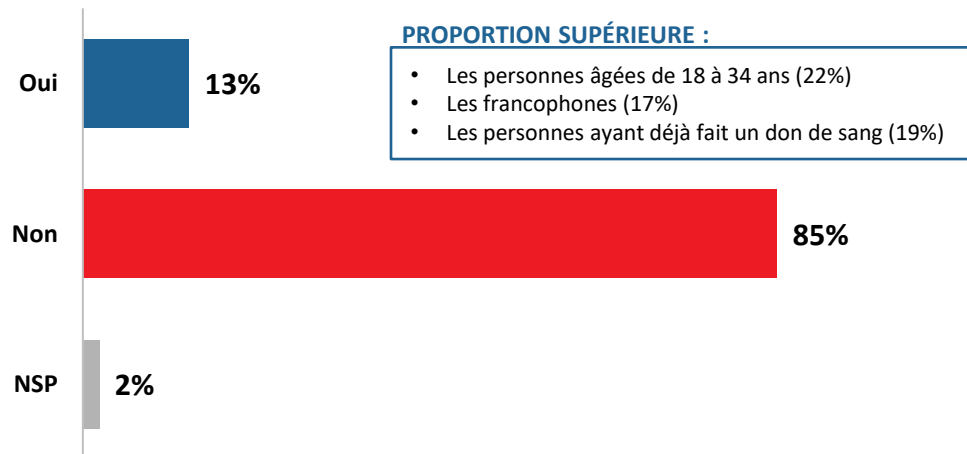 PROPORTION SUPÉRIEURE :
• Les personnes âgées de 18 à 34 ans (22%)
• Les francophones (17%)
• Les personnes ayant déjà fait un don de sang (19%)
Oui 13%
Non 85%
NSP 2%